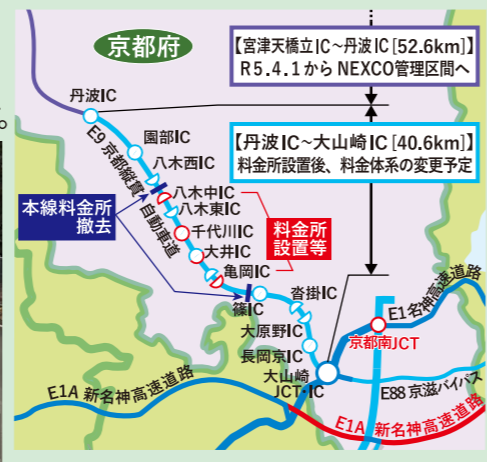 京都府
【宮津天橋立IC~丹波IC[52.6km]】
R5.4.1からNEXCO管理区間へ
丹波IC
【丹波IC~大山崎IC[40.6km]】
料金所設置後、料金体系の変更予定
E9 京都縦貫自動車道
園部IC
八木西IC
八木中IC
八木東IC
本線料金所
撤去
千代川IC
大井IC
料金所
設置等
亀岡IC
篠IC
沓掛IC
E1名神高速道路
大原野IC
京都南JCT
長岡京IC
大山崎
JCT・IC
E88 京滋バイパス
E1A 新名神高速道路
E1A 新名神高速道路